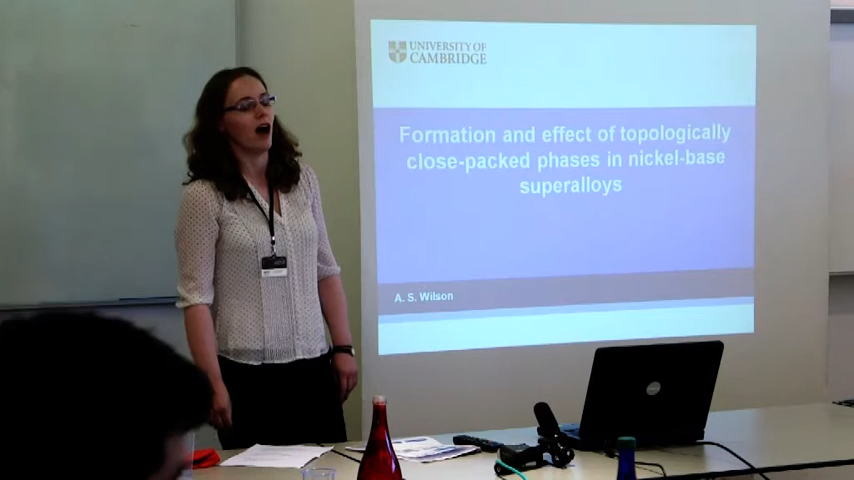 UNIVERSITY OF
CAMBRIDGE
Formation and effect of topologically
close-packed phases in nickel-base
superalloys
A. S. Wilson